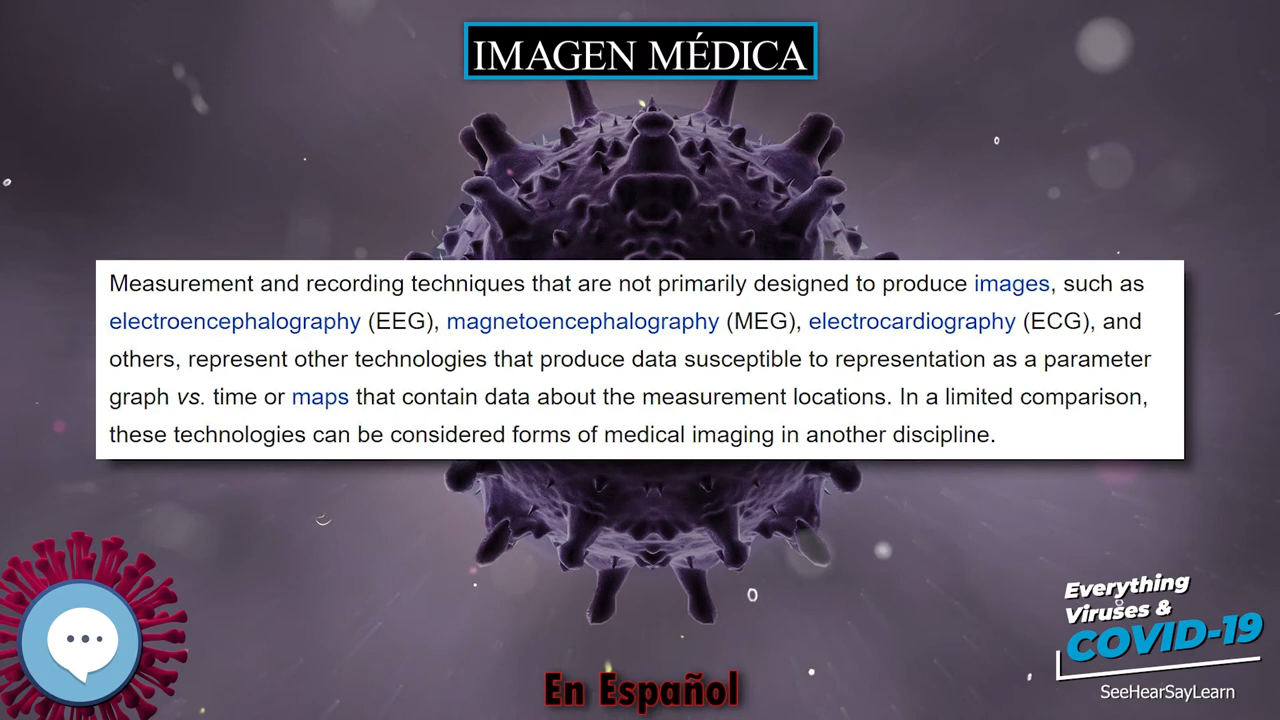 IMAGEN MÉDICA
Measurement and recording techniques that are not primarily designed to produce images, such as
electroencephalography (EEG), magnetoencephalography (MEG), electrocardiography (ECG), and
others, represent other technologies that produce data susceptible to representation as a parameter
graph vs. time or maps that contain data about the measurement locations. In a limited comparison,
these technologies can be considered forms of medical imaging in another discipline.
Everything
Viruses &
COVID-19
SeeHearSayLearn
En Español